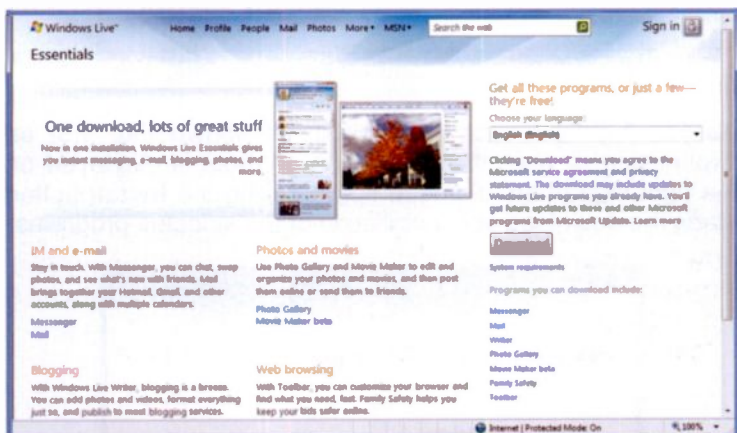 Windows Live™
Home Profile People Mail Photos More▾ MSN▾
Search the web
Sign in
Essentials
One download, lots of great stuff
Now in one installation, Windows Live Essentials gives
you instant messaging, e-mail, blogging, photos, and
more.
Get all these programs, or just a few—
they're free!
Choose your language:
English (English)
Clicking "Download" means you agree to the
Microsoft service agreement and privacy
statement. The download may include updates to
Windows Live programs you already have. You'll
get future updates to these and other Microsoft
programs from Microsoft Update. Learn more
Download
System requirements
Programs you can download include:
Messenger
Mail
Writer
Photo Gallery
Movie Maker beta
Family Safety
Toolbar
IM and e-mail
Stay in touch. With Messenger, you can chat, swap
photos, and see what's new with friends. Mail
brings together your Hotmail, Gmail, and other
accounts, along with multiple calendars.
Messenger
Mail
Photos and movies
Use Photo Gallery and Movie Maker to edit and
organize your photos and movies, and then post
them online or send them to friends.
Photo Gallery
Movie Maker beta
Blogging
With Windows Live Writer, blogging is a breeze.
You can add photos and videos, format everything
just so, and publish to most blogging services.
Web browsing
With Toolbar, you can customize your browser and
find what you need, fast. Family Safety helps you
keep your kids safer online.
Internet | Protected Mode: On
100%